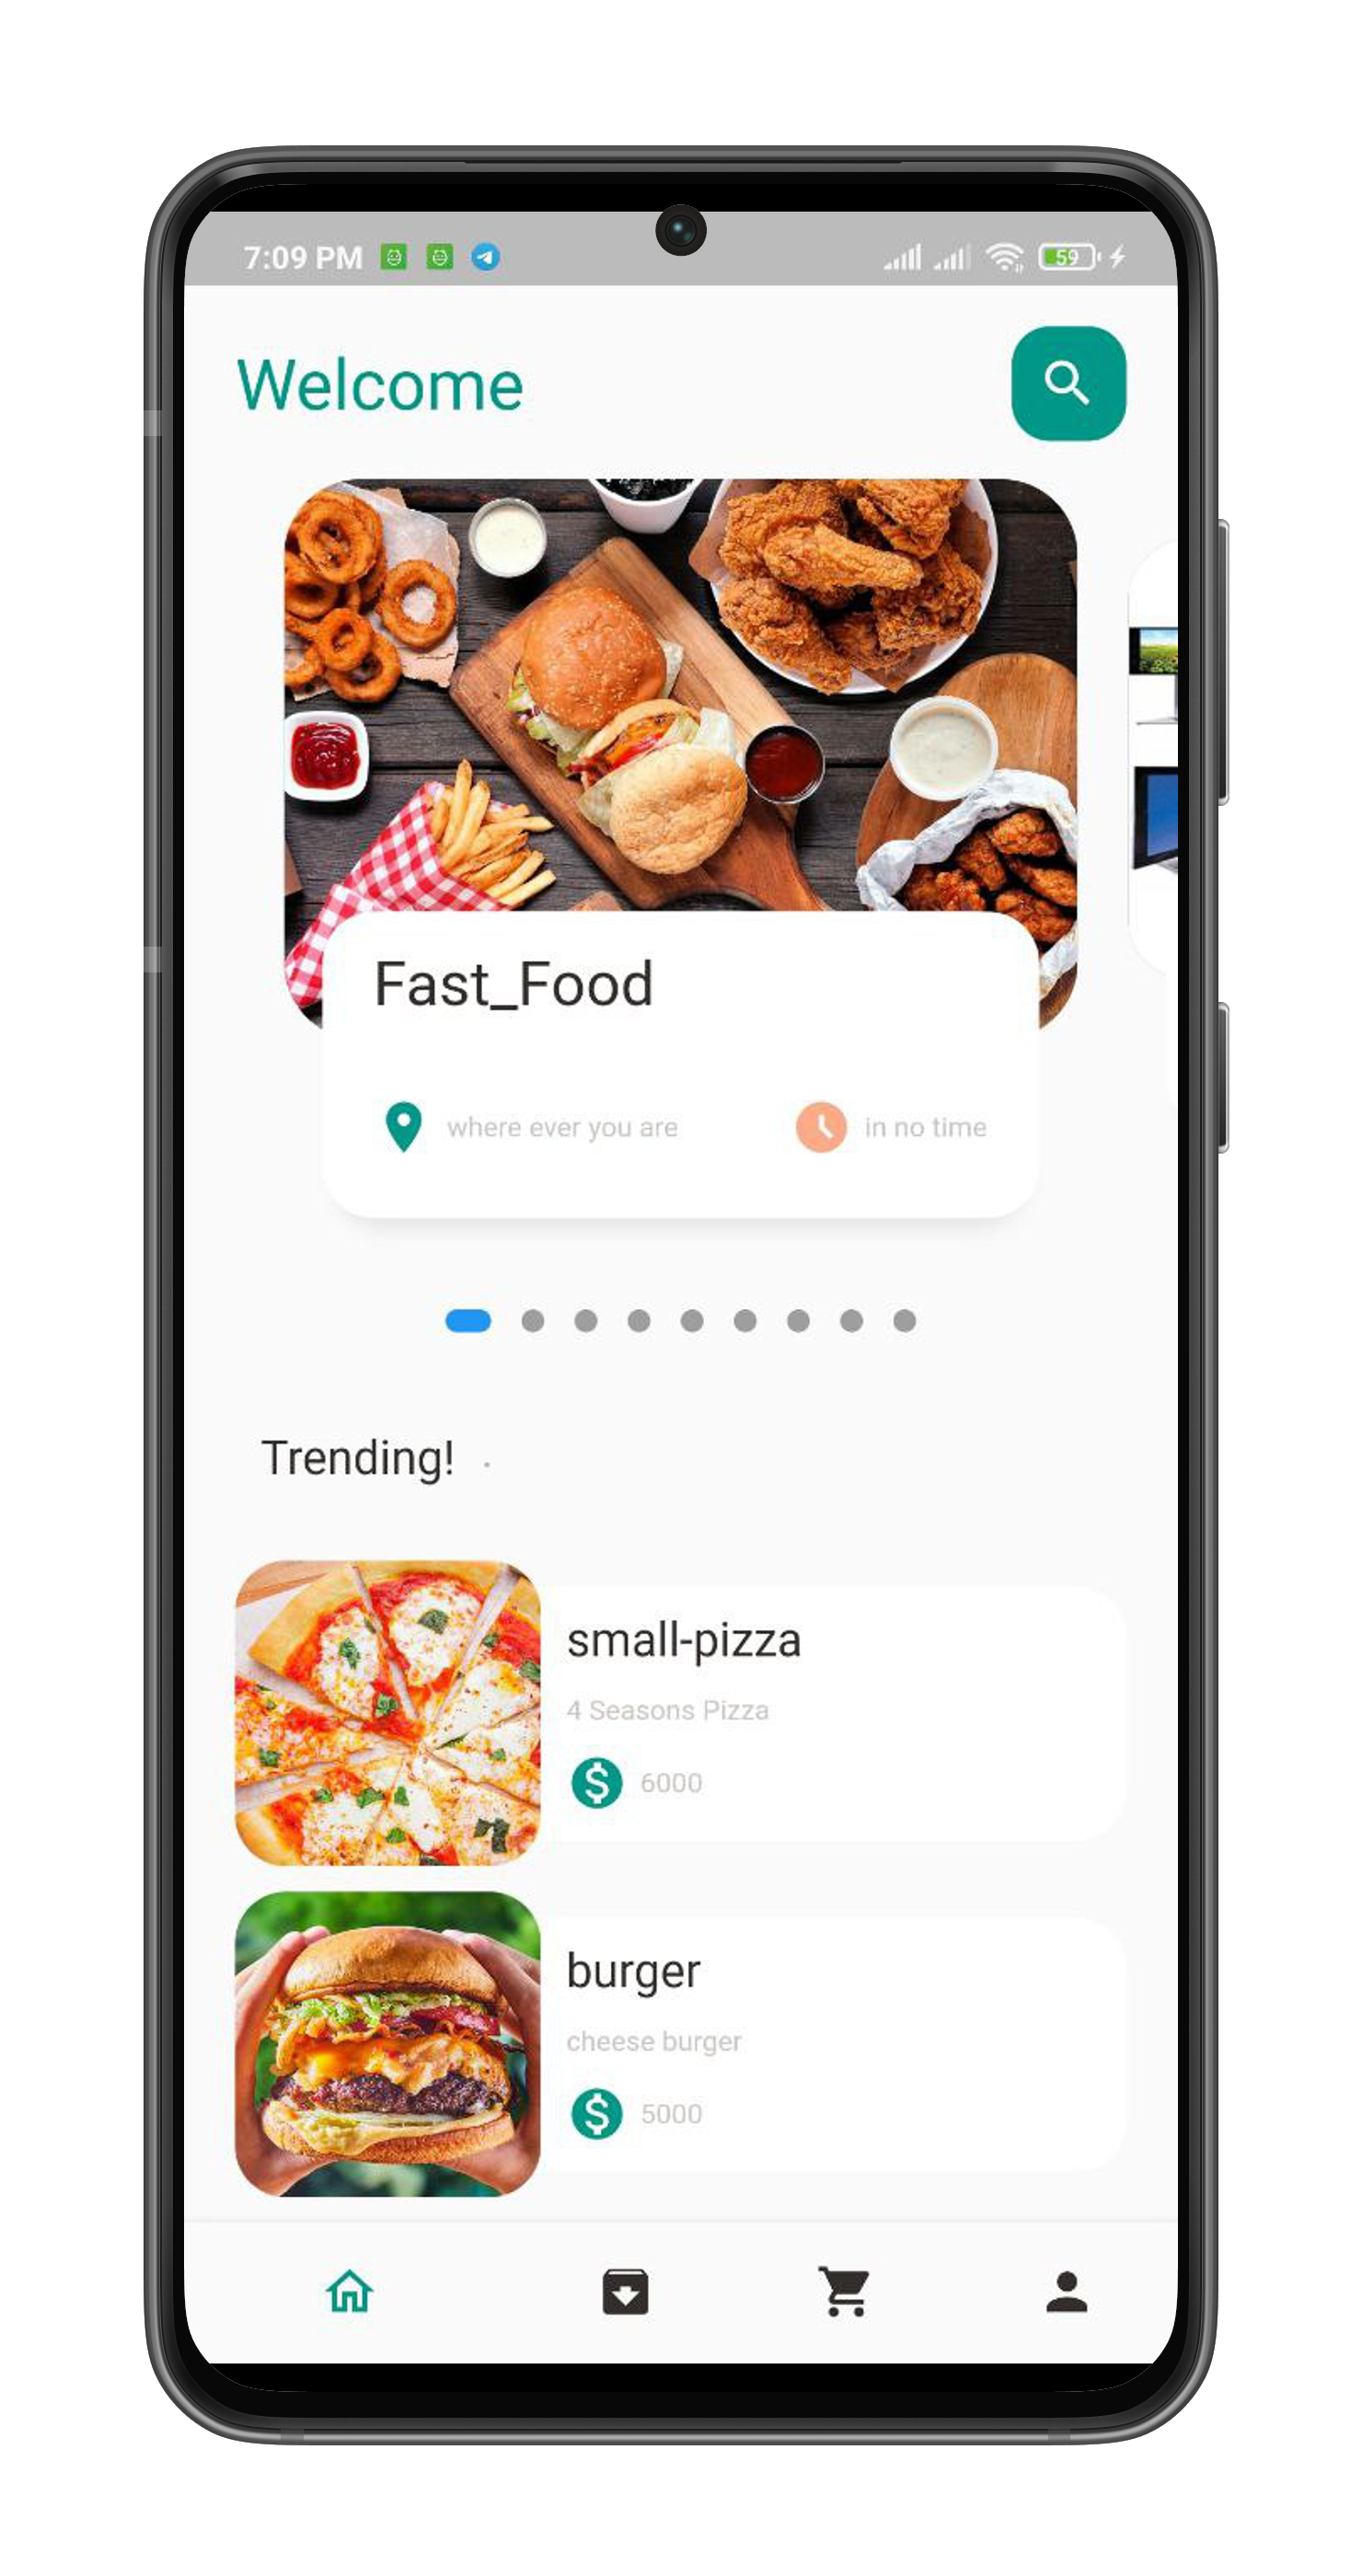 7:09 PM
59
Welcome
Fast_Food
where ever you are
in no time
Trending!
small-pizza
4 Seasons Pizza
6000
burger
cheese burger
5000